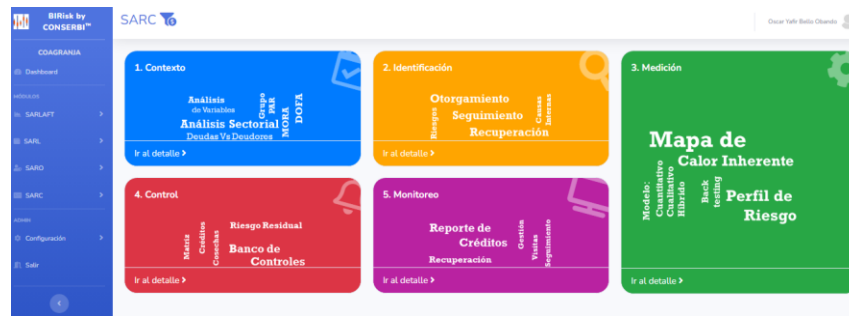 BIRisk by
CONSERBI™
SARC
Oscar Yafir Bello Obando
COAGRANJA
Dashboard
MÓDULOS
SARLAFT
SARL
SARO
SARC
ADMIN
Configuración
Salir
1. Contexto
Análisis
de Variables
Grupo
PAR
MORA
DOFA
Análisis Sectorial
Deudas Vs Deudores
Ir al detalle
2. Identificación
Otorgamiento
Riesgos
Seguimiento
Causas
Internas
Recuperación
Ir al detalle
3. Medición
Mapa de
Calor Inherente
Modelo:
Cuantitativo
Cualitativo
Híbrido
Back
testing
Perfil de
Riesgo
Ir al detalle
4. Control
Matriz
Créditos
Cosechas
Riesgo Residual
Banco de
Controles
Ir al detalle
5. Monitoreo
Reporte de
Créditos
Gestión
Visitas
Seguimiento
Recuperación
Ir al detalle